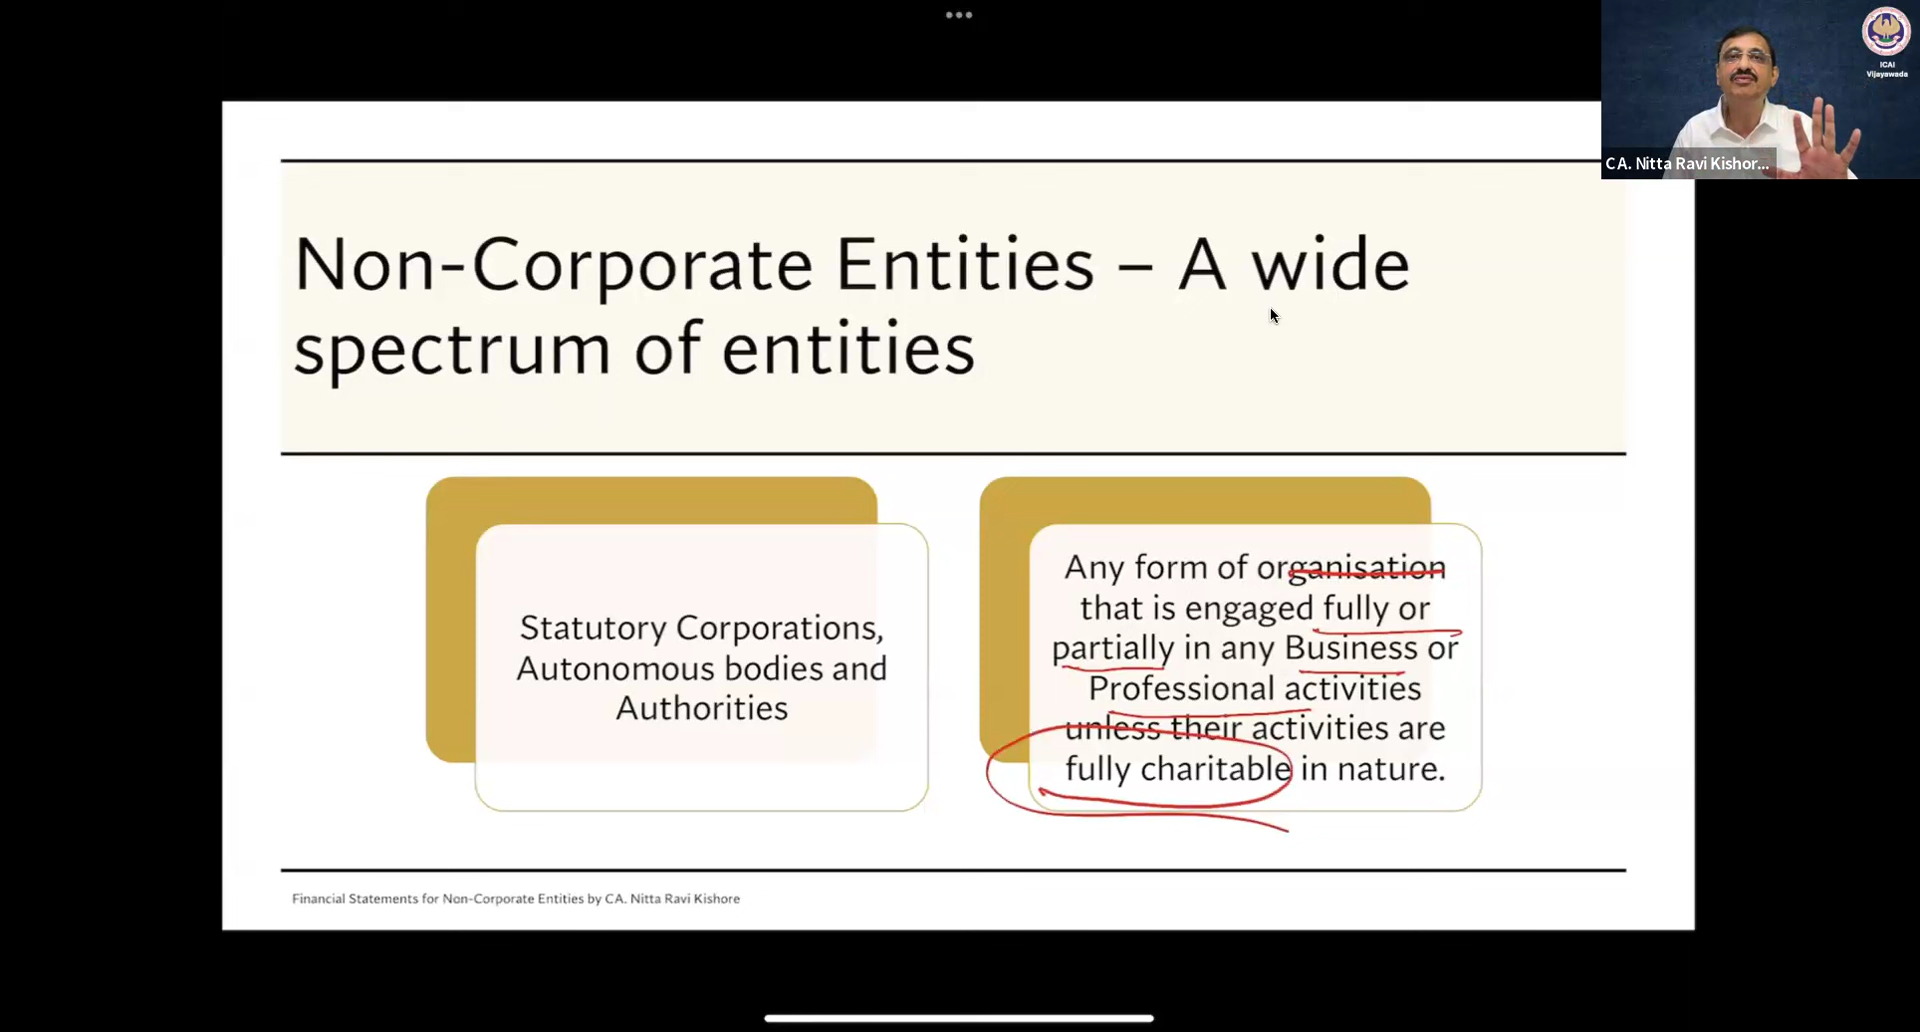 ICAI
Vijayawada
CA. Nitta Ravi Kishor...
Non-Corporate Entities – A wide
spectrum of entities
Statutory Corporations,
Autonomous bodies and
Authorities
Any form of organisation
that is engaged fully or
partially in any Business or
Professional activities
unless their activities are
fully charitable in nature.
Financial Statements for Non-Corporate Entities by CA. Nitta Ravi Kishore